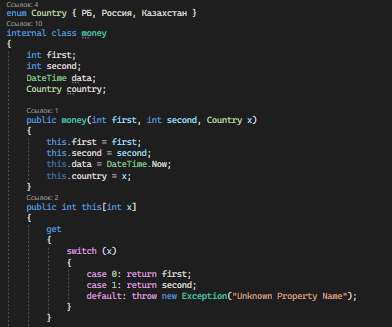 Ссылок: 4
enum Country { РБ, Россия, Казахстан }
Ссылок: 10
internal class money
{
int first;
int second;
DateTime data;
Country country;
Ссылок: 1
public money(int first, int second, Country x)
{
this.first = first;
this.second = second;
this.data = DateTime.Now;
this.country = x;
}
Ссылок: 2
public int this[int x]
{
get
{
switch (x)
{
case 0: return first;
case 1: return second;
default: throw new Exception("Unknown Property Name");
}
}